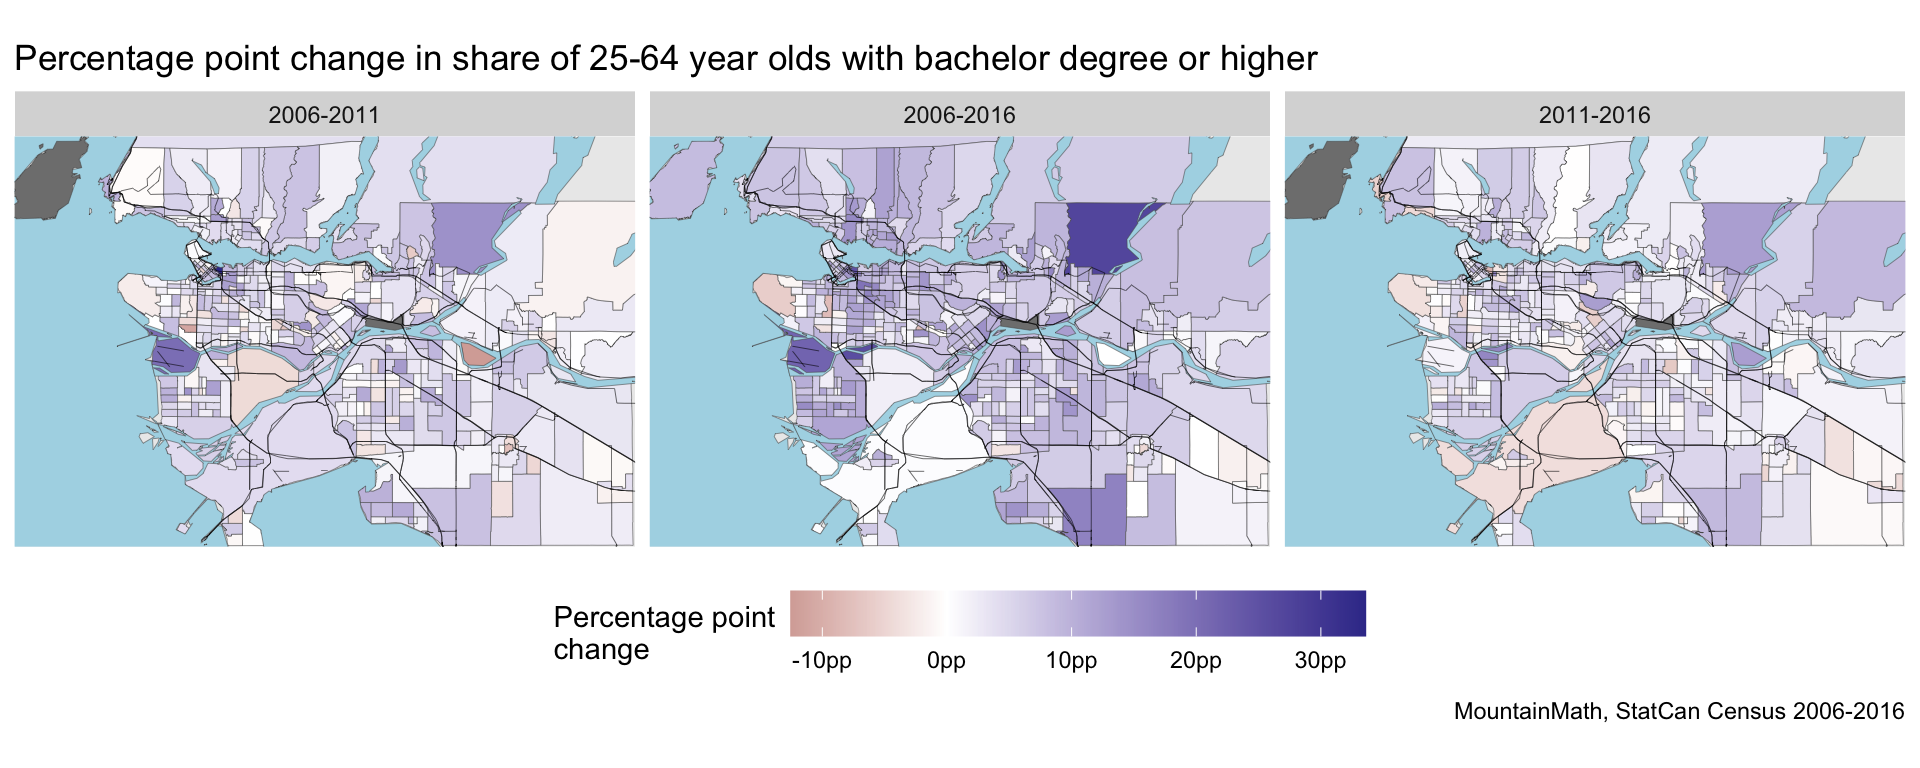 Percentage point change in share of 25-64 year olds with bachelor degree or higher
2006-2011
2006-2016
2011-2016
Percentage point
change
-10pp
0pp
10pp
20pp
30pp
MountainMath, StatCan Census 2006-2016